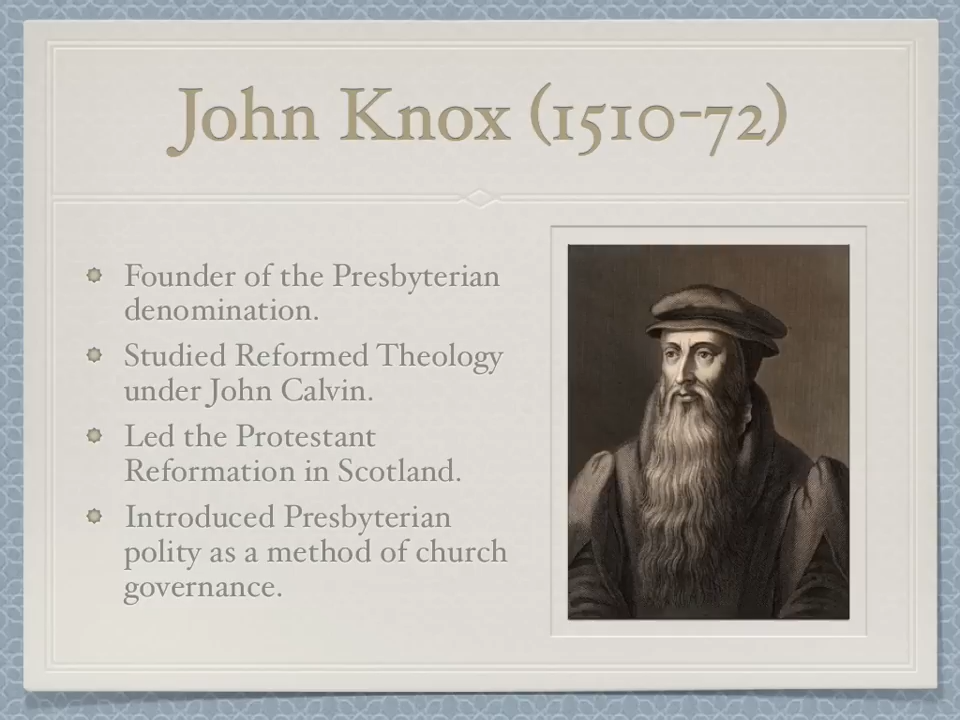 John Knox (1510-72)
Founder of the Presbyterian
denomination.
Studied Reformed Theology
under John Calvin.
Led the Protestant
Reformation in Scotland.
Introduced Presbyterian
polity as a method of church
governance.